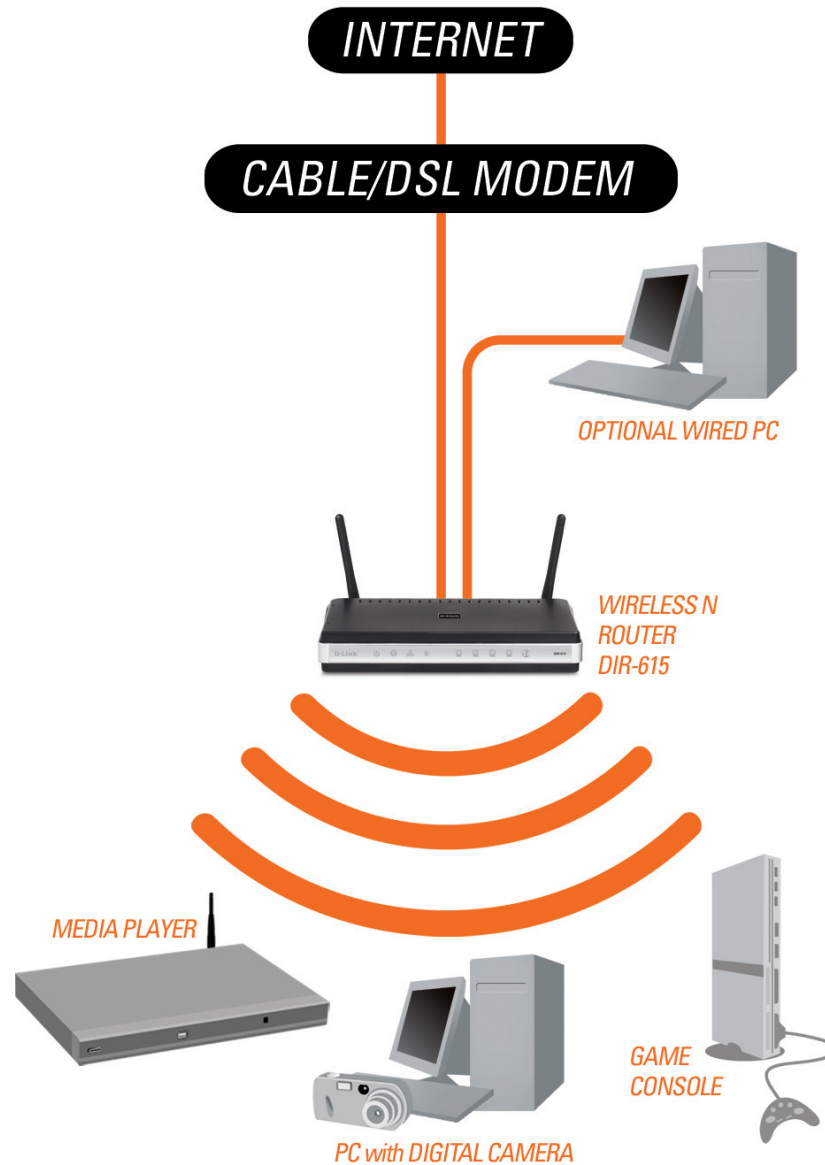 INTERNET
CABLE/DSL MODEM
OPTIONAL WIRED PC
WIRELESS N
ROUTER
DIR-615
D-Link
MEDIA PLAYER
GAME
CONSOLE
PC with DIGITAL CAMERA